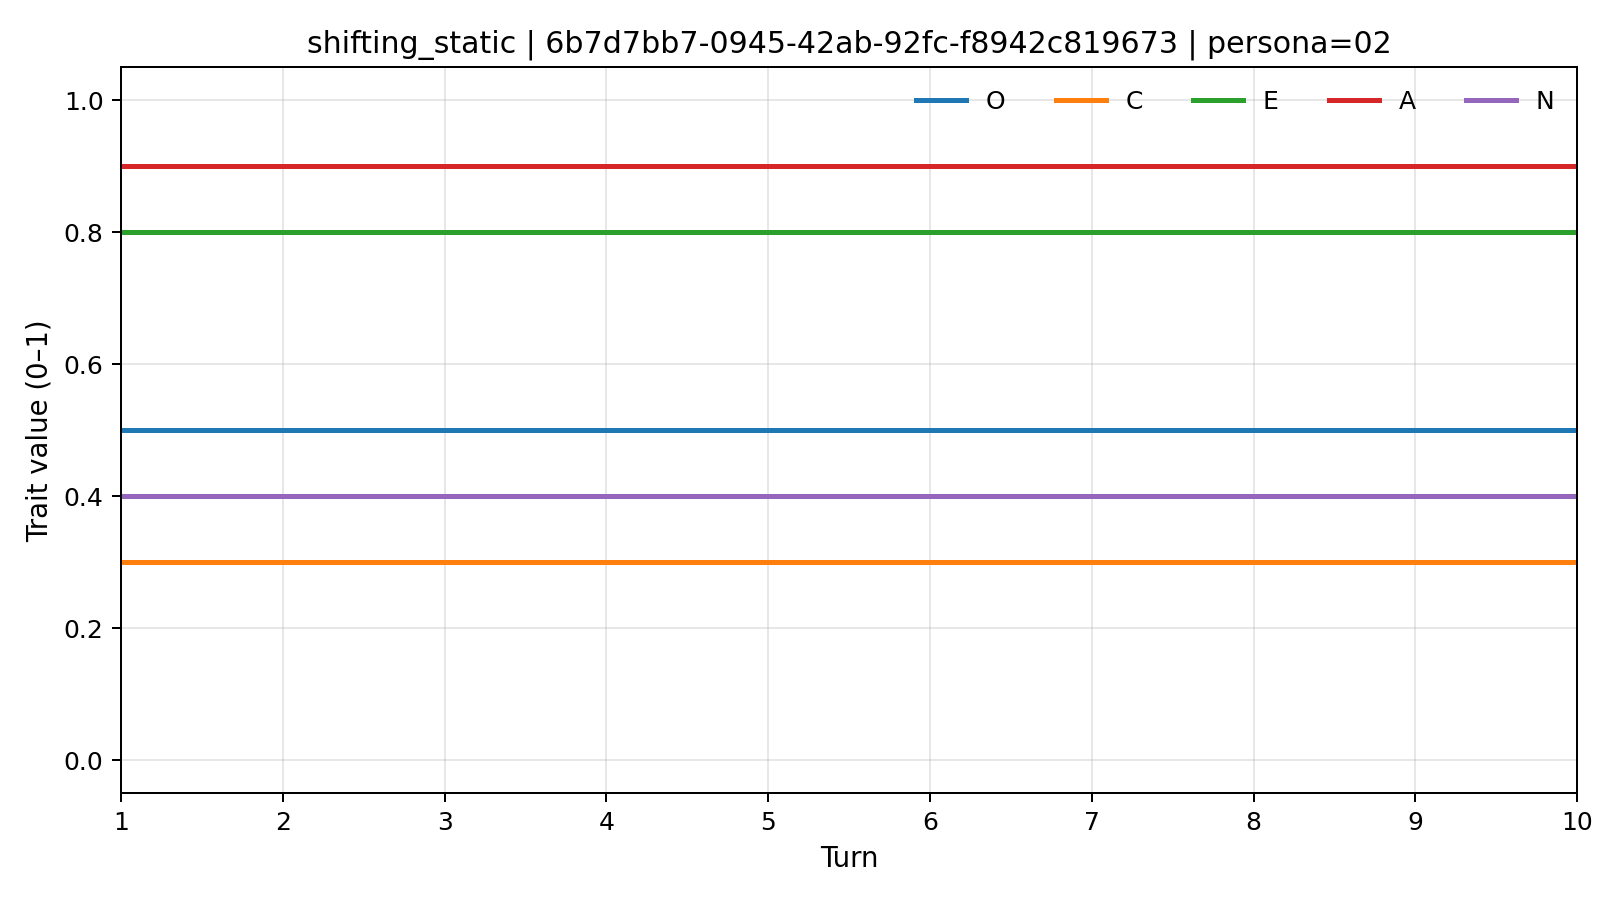 shifting_static | 6b7d7bb7-0945-42ab-92fc-f8942c819673 | persona=02
O C E A N
Trait value (0–1)
1.0
0.8
0.6
0.4
0.2
0.0
1 2 3 4 5 6 7 8 9 10
Turn